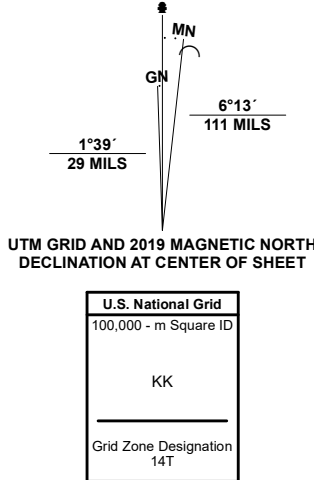 MN
GN
6°13´
111 MILS
1°39´
29 MILS
UTM GRID AND 2019 MAGNETIC NORTH
DECLINATION AT CENTER OF SHEET
U.S. National Grid
100,000 - m Square ID
KK
Grid Zone Designation
14T